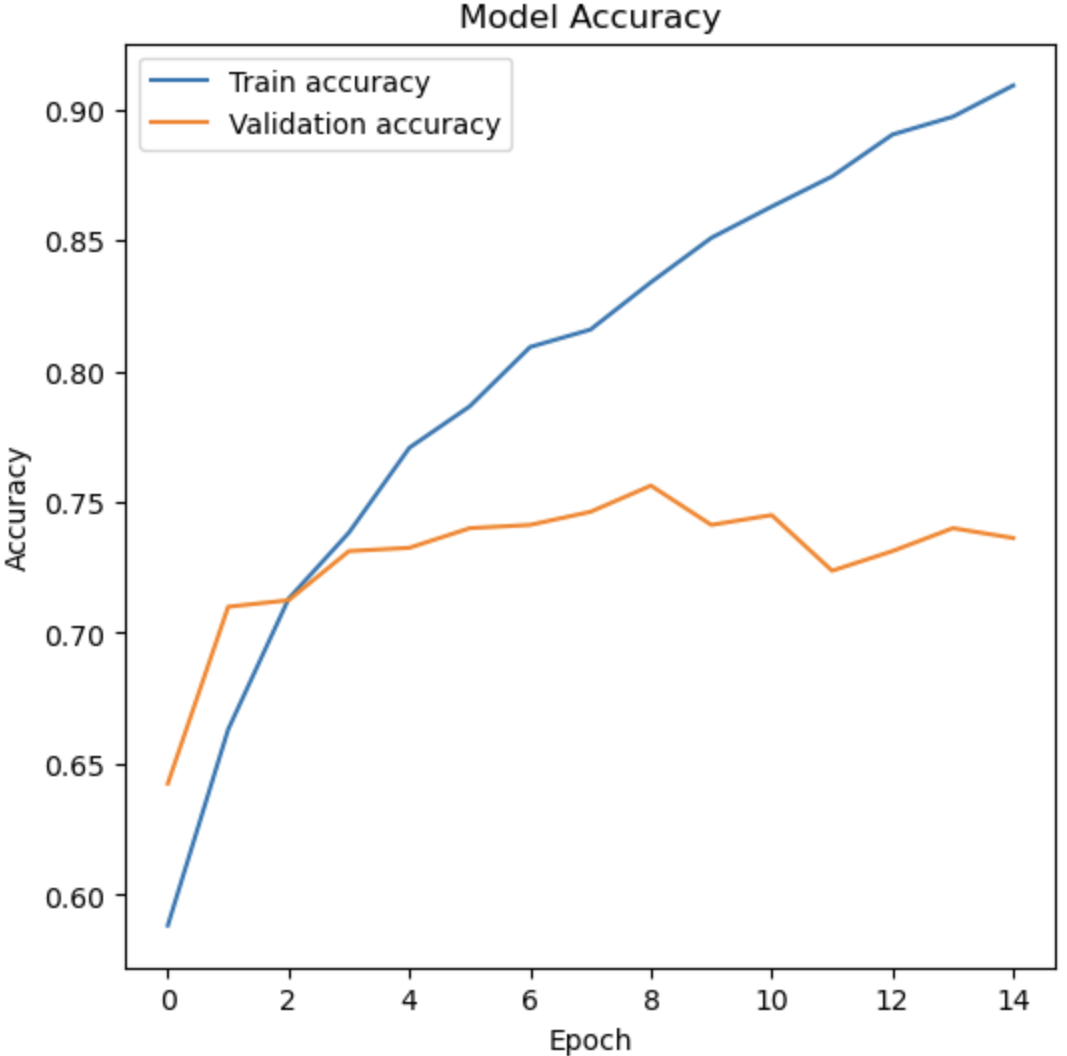 Model Accuracy
Train accuracy
Validation accuracy
0.90
0.85
0.80
0.75
0.70
0.65
0.60
Accuracy
0 2 4 6 8 10 12 14
Epoch